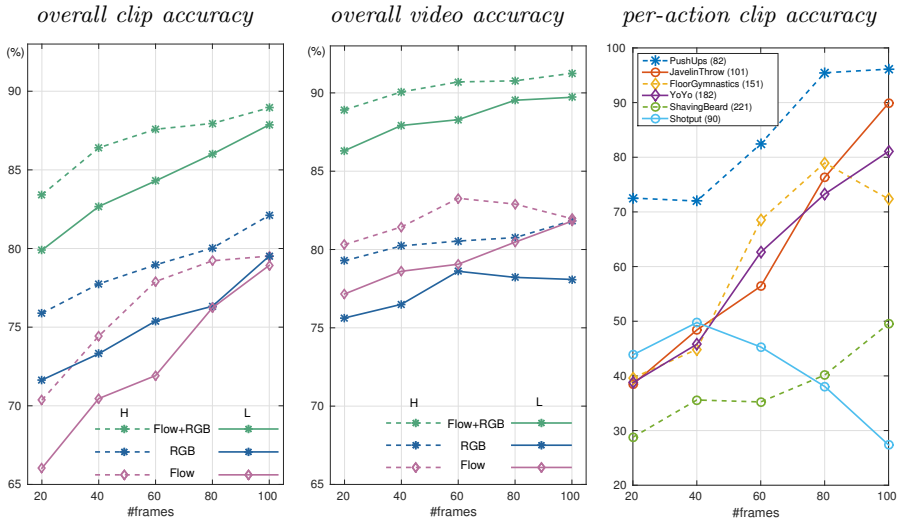 overall clip accuracy
(%)
90
85
80
75
70
65
20 40 60 80 100
#frames
H L
Flow+RGB
RGB
Flow
overall video accuracy
(%)
90
85
80
75
70
65
20 40 60 80 100
#frames
H L
Flow+RGB
RGB
Flow
per-action clip accuracy
100
90
80
70
60
50
40
30
20
20 40 60 80 100
#frames
PushUps (82)
JavelinThrow (101)
FloorGymnastics (151)
YoYo (182)
ShavingBeard (221)
Shotput (90)